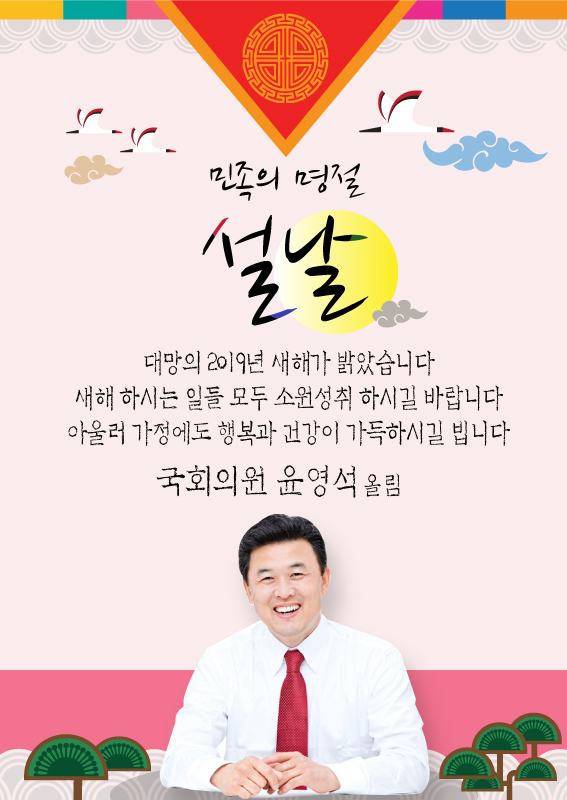 민족의 명절
설날
대망의 2019년 새해가 밝았습니다
새해 하시는 일들 모두 소원성취 하시길 바랍니다
아울러 가정에도 행복과 건강이 가득하시길 빕니다
국회의원 윤영석 올림